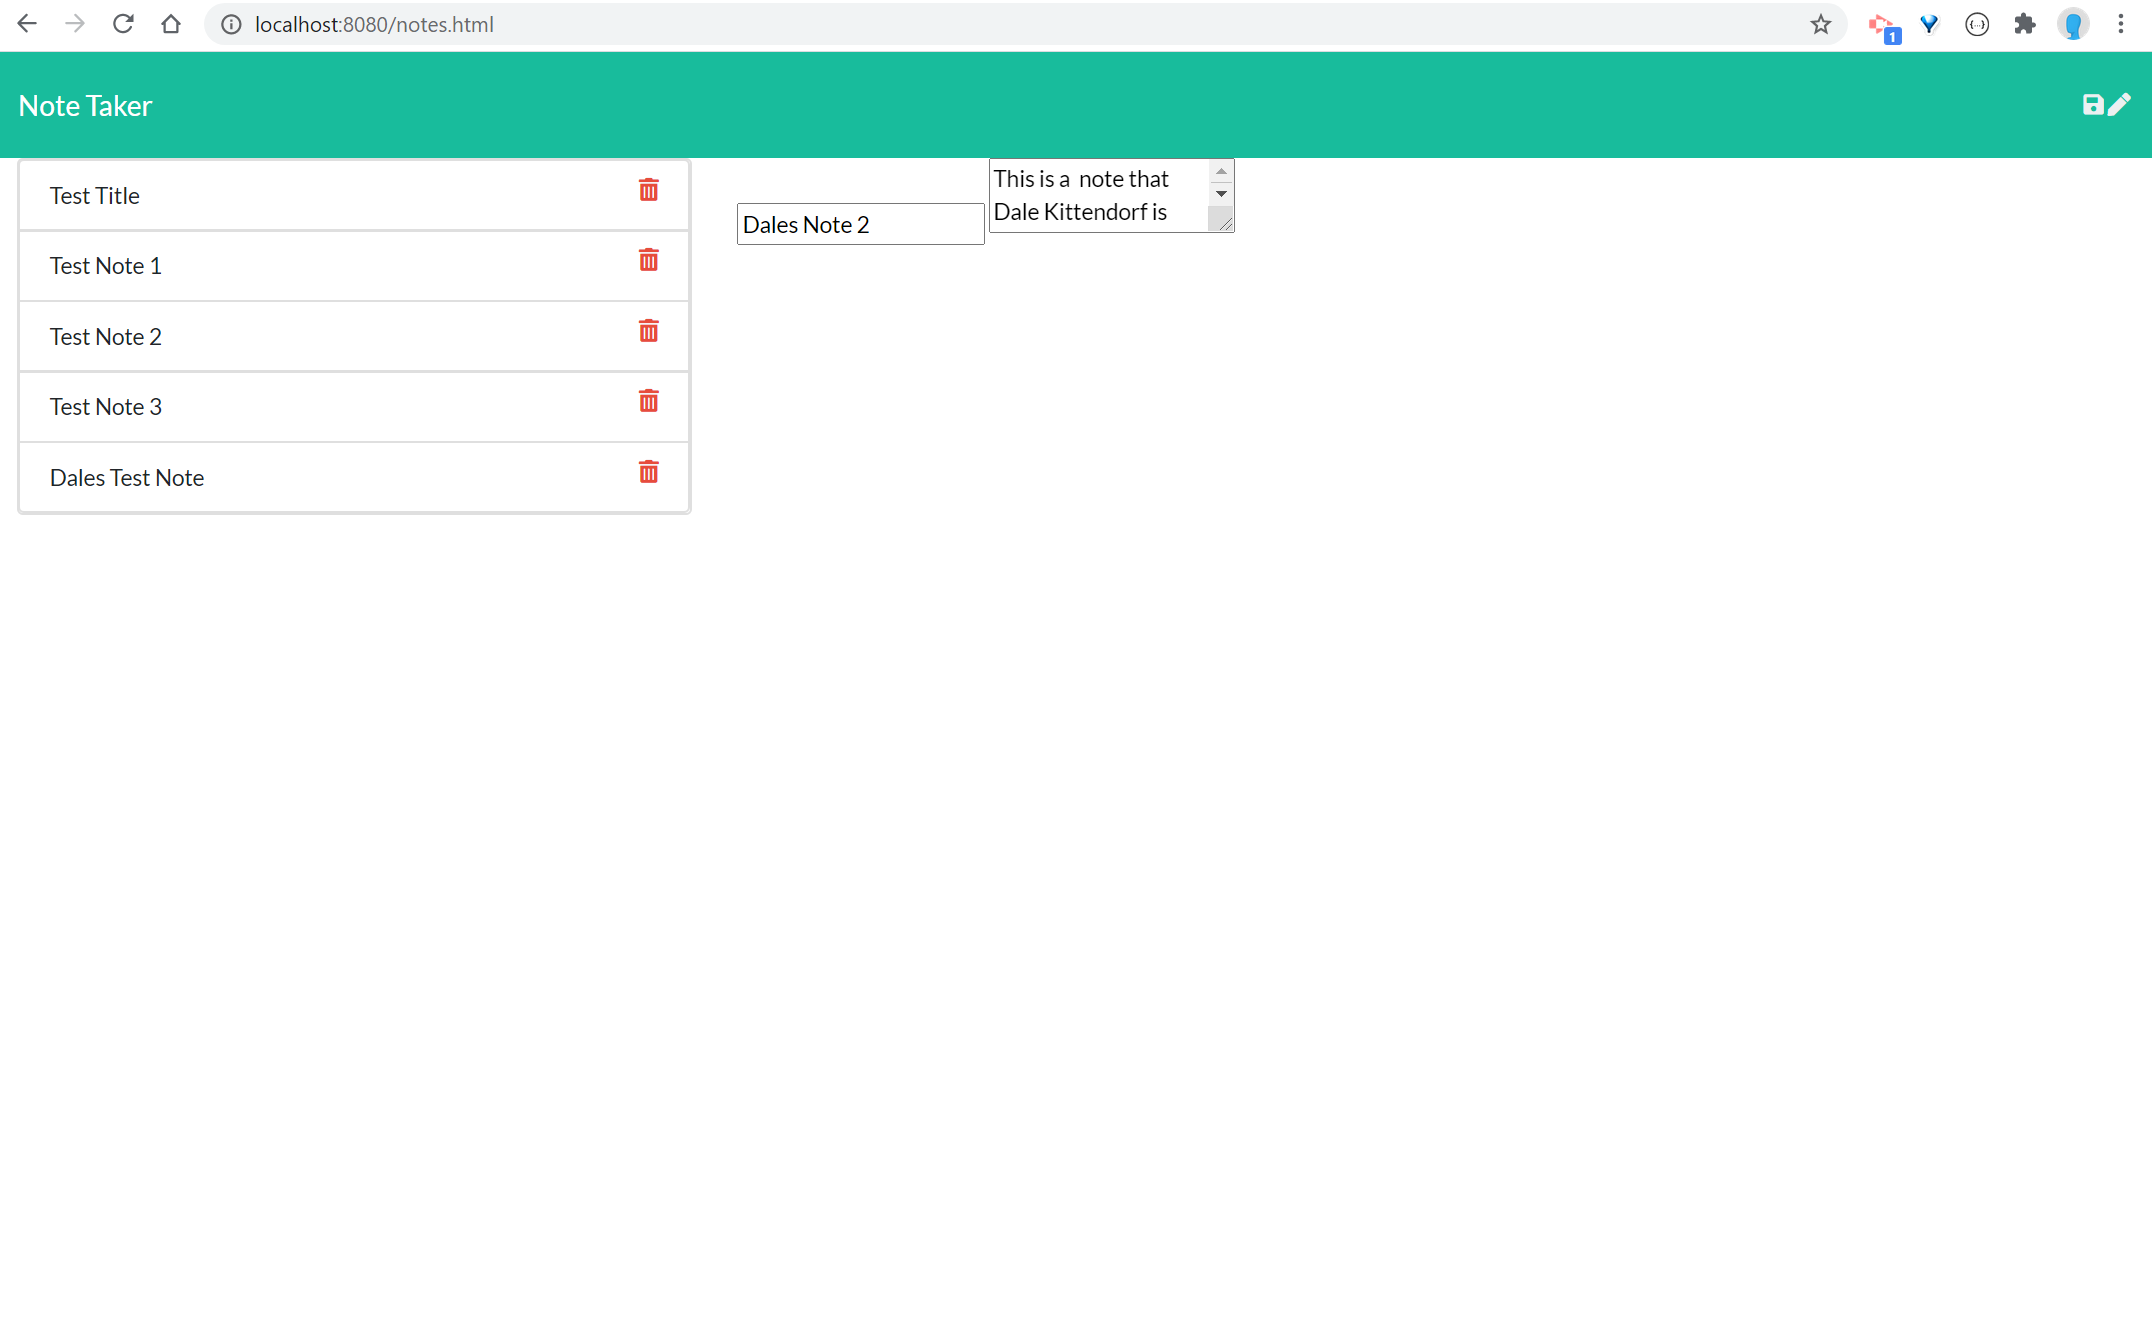 localhost:8080/notes.html
1
Note Taker
Test Title
Test Note 1
Test Note 2
Test Note 3
Dales Test Note
Dales Note 2
This is a  note that
Dale Kittendorf is